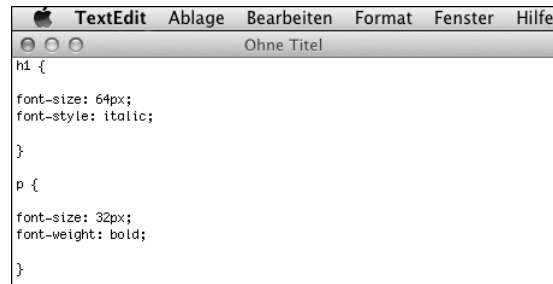 TextEdit Ablage Bearbeiten Format Fenster Hilfe
Ohne Titel
h1 {
font-size: 64px;
font-style: italic;
}
p {
font-size: 32px;
font-weight: bold;
}